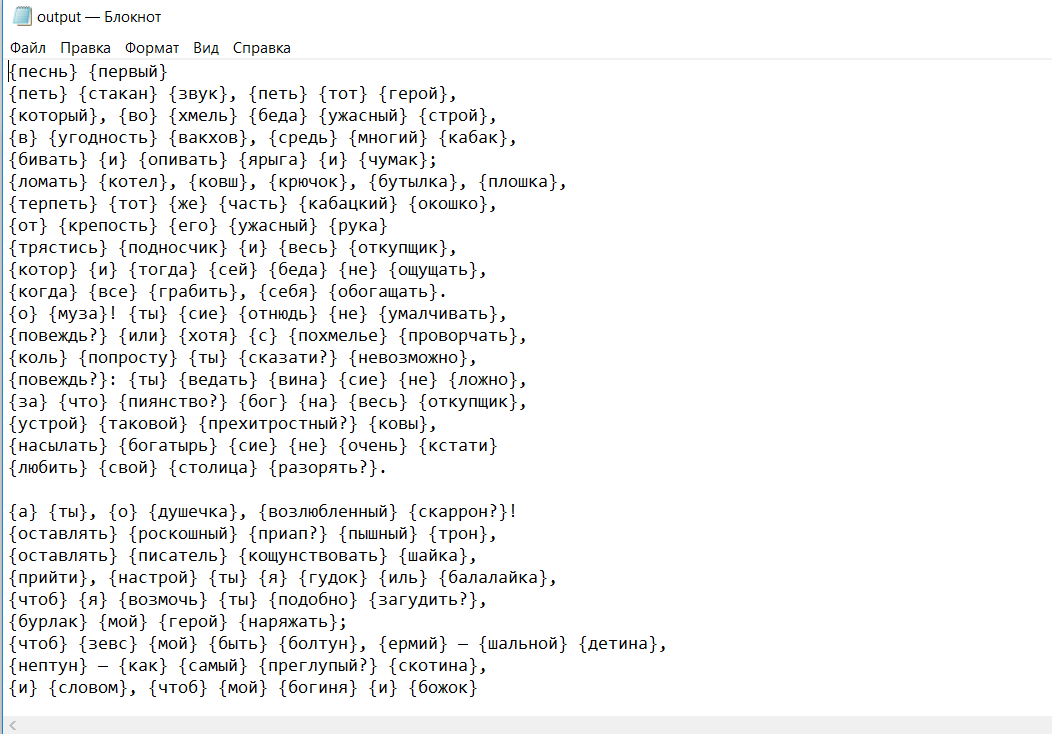 output — Блокнот
Файл Правка Формат Вид Справка
{песнь} {первый}
{петь} {стакан} {звук}, {петь} {тот} {герой},
{который}, {во} {хмель} {беда} {ужасный} {строй},
{в} {угодность} {вакхов}, {средь} {многий} {кабак},
{бивать} {и} {опивать} {ярыга} {и} {чумак};
{ломать} {котел}, {ковш}, {крючок}, {бутылка}, {плошка},
{терпеть} {тот} {же} {часть} {кабацкий} {окошко},
{от} {крепость} {его} {ужасный} {рука}
{трястись} {подносчик} {и} {весь} {откупщик},
{котор} {и} {тогда} {сей} {беда} {не} {ощущать},
{когда} {все} {грабить}, {себя} {обогащать}.
{о} {муза}! {ты} {сие} {отнюдь} {не} {умалчивать},
{повеждь?} {или} {хотя} {с} {похмелье} {проворчать},
{коль} {попросту} {ты} {сказати?} {невозможно},
{повеждь?}: {ты} {ведать} {вина} {сие} {не} {ложно},
{за} {что} {пиянство?} {бог} {на} {весь} {откупщик},
{устрой} {таковой} {прехитростный?} {ковы},
{насылать} {богатырь} {сие} {не} {очень} {кстати}
{любить} {свой} {столица} {разорять?}.

{а} {ты}, {о} {душечка}, {возлюбленный} {скаррон?}!
{оставлять} {роскошный} {приап?} {пышный} {трон},
{оставлять} {писатель} {кощунствовать} {шайка},
{прийти}, {настрой} {ты} {я} {гудок} {иль} {балалайка},
{чтоб} {я} {возмочь} {ты} {подобно} {загудить?},
{бурлак} {мой} {герой} {наряжать};
{чтоб} {зевс} {мой} {быть} {болтун}, {ермий} — {шальной} {детина},
{нептун} — {как} {самый} {преглупый?} {скотина},
{и} {словом}, {чтоб} {мой} {богиня} {и} {божок}